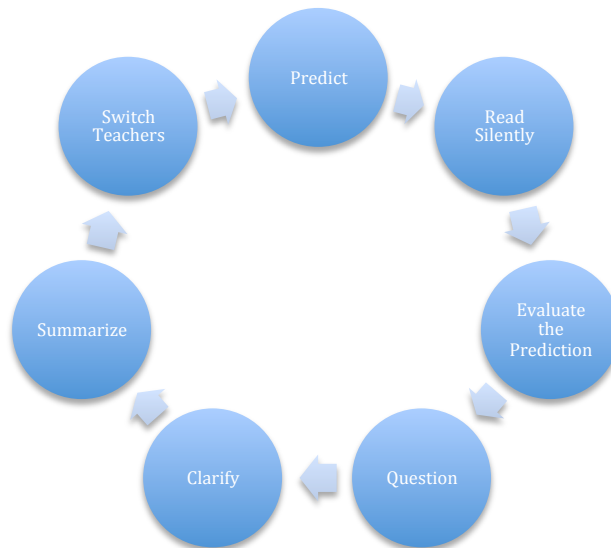 Predict
Read
Silently
Evaluate
the
Prediction
Question
Clarify
Summarize
Switch
Teachers